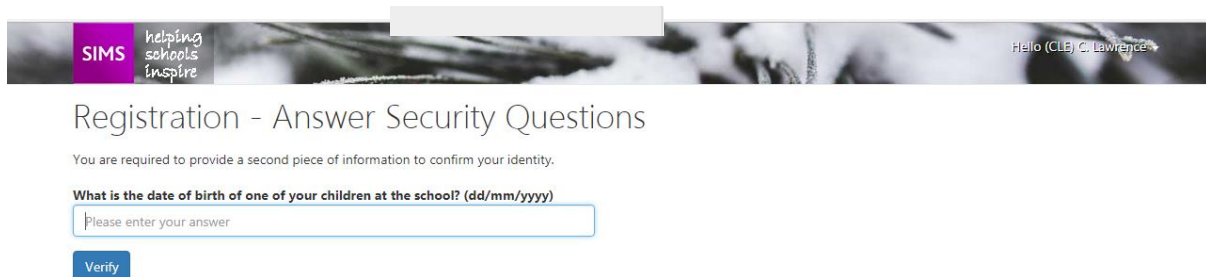 SIMS
helping
schools
inspire
Hello (CLE) C. Lawrence
Registration - Answer Security Questions
You are required to provide a second piece of information to confirm your identity.
What is the date of birth of one of your children at the school? (dd/mm/yyyy)
Please enter your answer
Verify